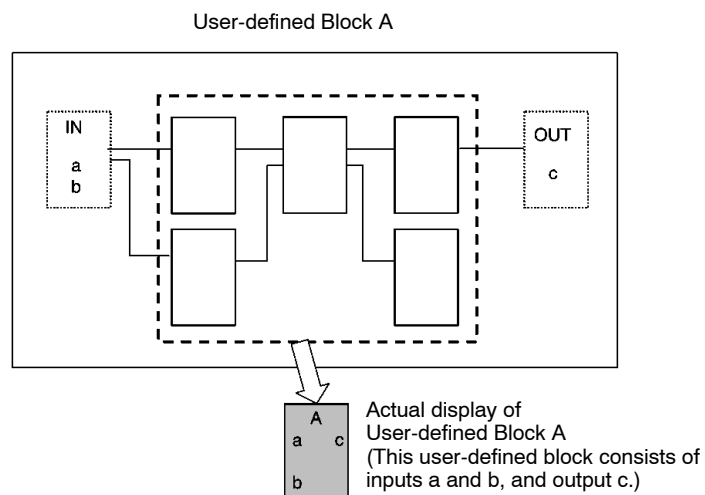 User-defined Block A
IN
a
b
OUT
c
A
a c
b
Actual display of
User-defined Block A
(This user-defined block consists of
inputs a and b, and output c.)